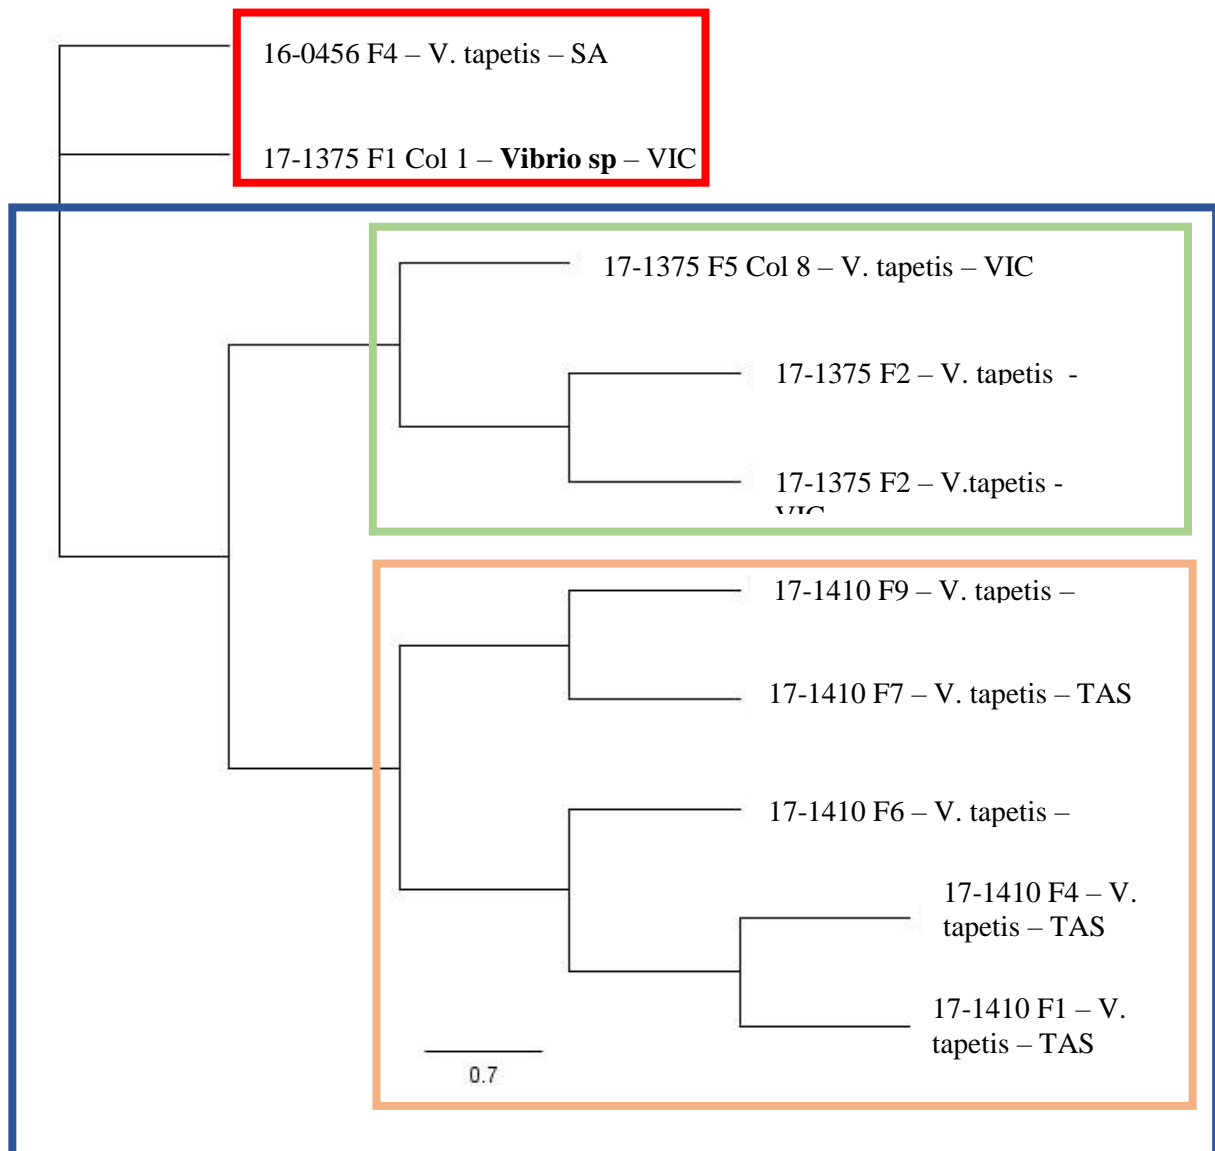 16-0456 F4 – V. tapetis – SA
17-1375 F1 Col 1 – Vibrio sp – VIC
17-1375 F5 Col 8 – V. tapetis – VIC
17-1375 F2 – V. tapetis -
17-1375 F2 – V.tapetis -
VIC
17-1410 F9 – V. tapetis –
17-1410 F7 – V. tapetis – TAS
17-1410 F6 – V. tapetis –
17-1410 F4 – V.
tapetis – TAS
17-1410 F1 – V.
tapetis – TAS
0.7